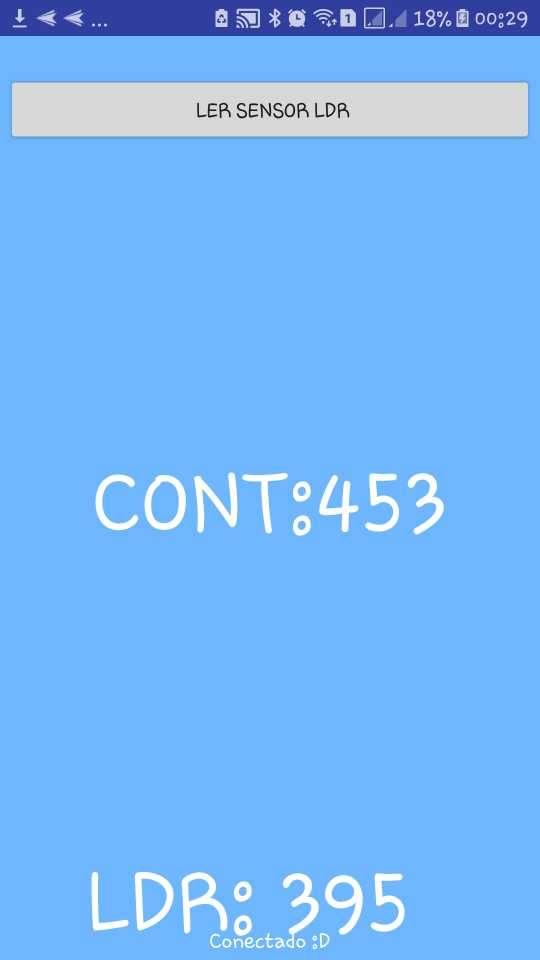 ... 18% 00:29
LER SENSOR LDR
CONT:453
LDR: 395
Conectado :D